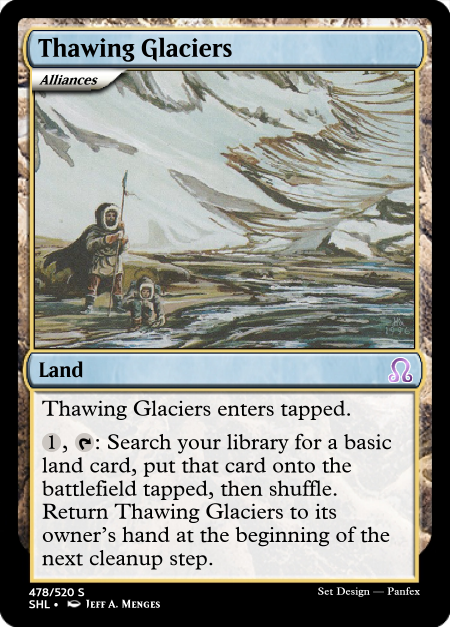 Thawing Glaciers
Alliances
Land
Thawing Glaciers enters tapped.
1, : Search your library for a basic
land card, put that card onto the
battlefield tapped, then shuffle.
Return Thawing Glaciers to its
owner's hand at the beginning of the
next cleanup step.
478/520 S
Set Design — Panfex
SHL • Jeff A. Menges